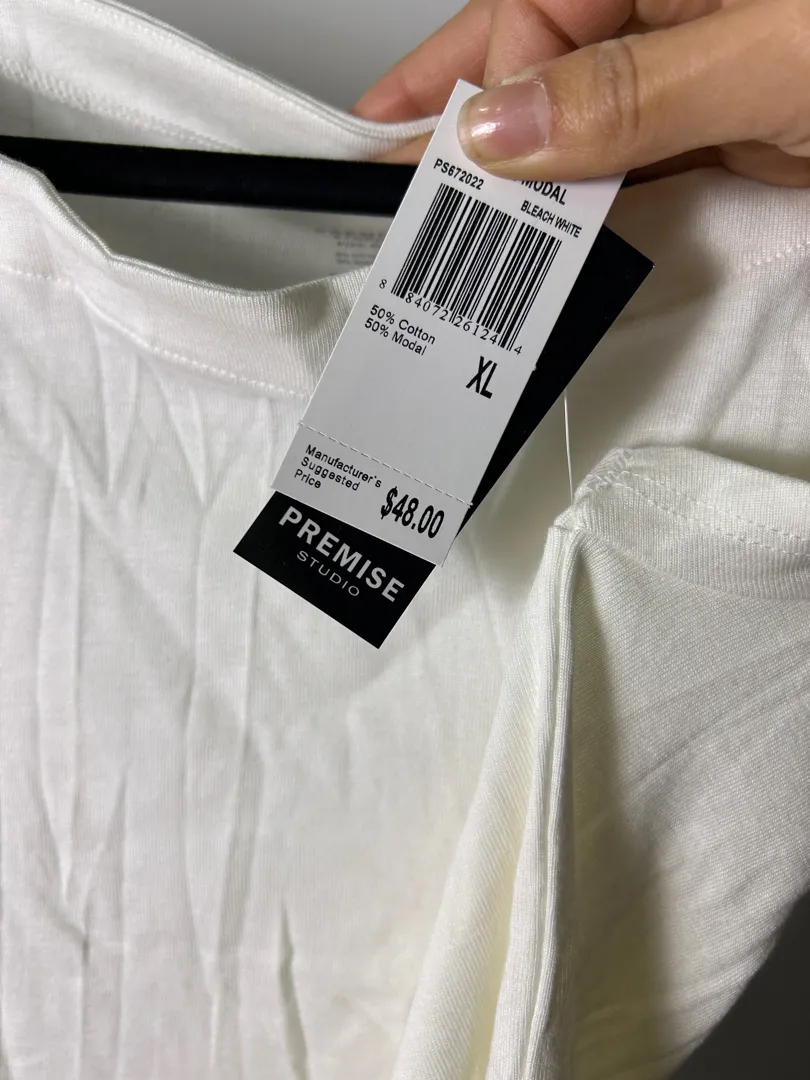 PS672022
MODAL
BLEACH WHITE
8 84072 26124 4
50% Cotton
50% Modal
XL
Manufacturer's
Suggested
Price
$48.00
PREMISE
STUDIO